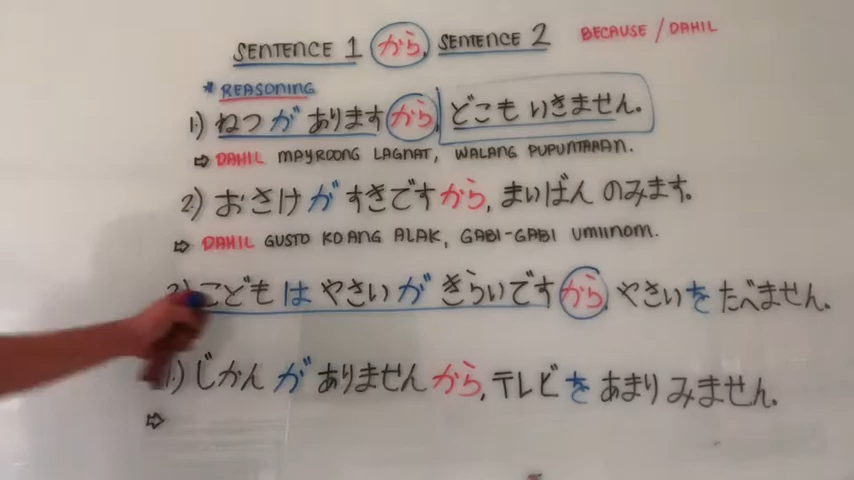 SENTENCE 1 から, SENTENCE 2 BECAUSE / DAHIL
* REASONING
1) ねつが あります から, どこも いきません.
⇨ DAHIL MAYROONG LAGNAT, WALANG PUPUNTAHAN.
2) おさけが すきです から, まいばん のみます.
⇨ DAHIL GUSTO KO ANG ALAK, GABI-GABI UMIINOM.
こどもは やさいが きらいです から, やさいを たべません.
じかんが ありません から, テレビを あまり みません.
⇨